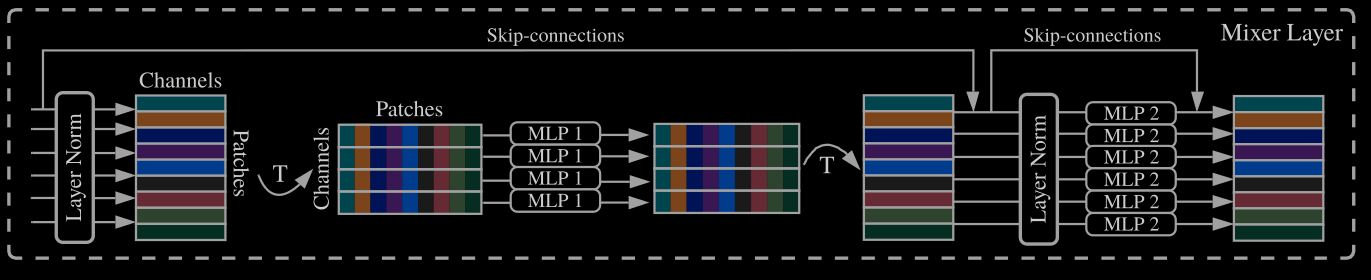 Skip-connections
Skip-connections
Mixer Layer
Channels
Layer Norm
Patches
T
Patches
Channels
MLP 1
MLP 1
MLP 1
MLP 1
T
Layer Norm
MLP 2
MLP 2
MLP 2
MLP 2
MLP 2
MLP 2